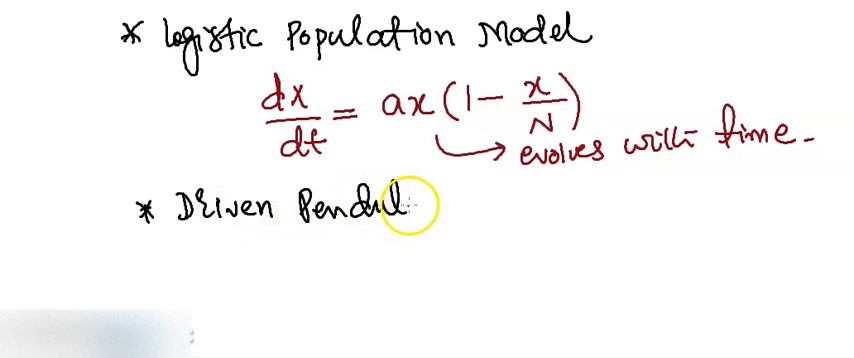 * Logistic Population Model
dx/dt = ax(1 - x/N)
→ evolves with time.
* Driven Pendul